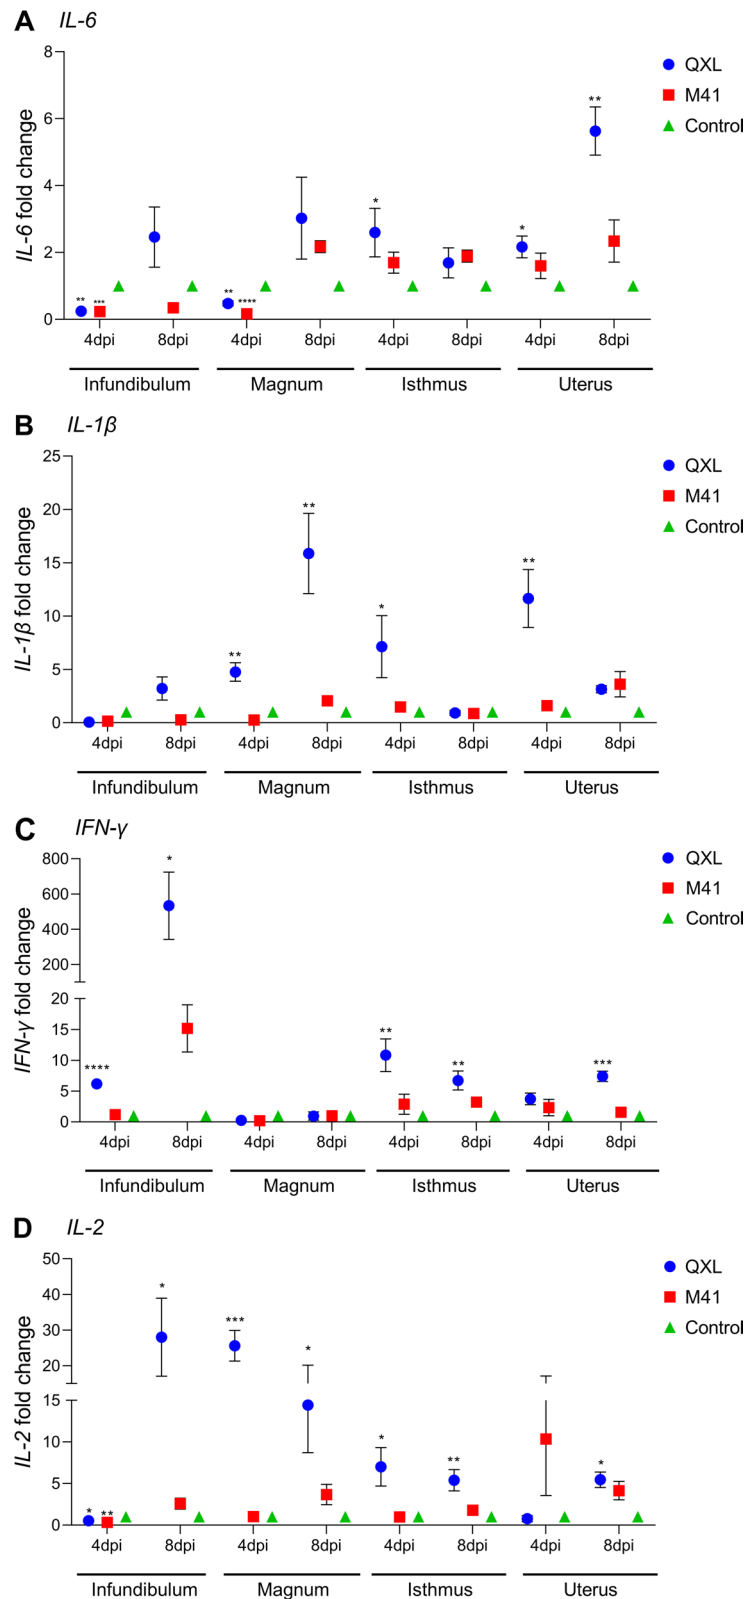 A IL-6
8
6
4
2
0
IL-6 fold change
QXL
M41
Control
** *** ** **** * * **
4dpi 8dpi 4dpi 8dpi 4dpi 8dpi 4dpi 8dpi
Infundibulum Magnum Isthmus Uterus
B IL-1β
25
20
15
10
5
0
IL-1β fold change
QXL
M41
Control
** ** * **
4dpi 8dpi 4dpi 8dpi 4dpi 8dpi 4dpi 8dpi
Infundibulum Magnum Isthmus Uterus
C IFN-γ
800
600
400
200
20
15
10
5
0
IFN-γ fold change
QXL
M41
Control
**** * ** ** ***
4dpi 8dpi 4dpi 8dpi 4dpi 8dpi 4dpi 8dpi
Infundibulum Magnum Isthmus Uterus
D IL-2
50
40
30
20
15
10
5
0
IL-2 fold change
QXL
M41
Control
* ** * *** * * ** *
4dpi 8dpi 4dpi 8dpi 4dpi 8dpi 4dpi 8dpi
Infundibulum Magnum Isthmus Uterus